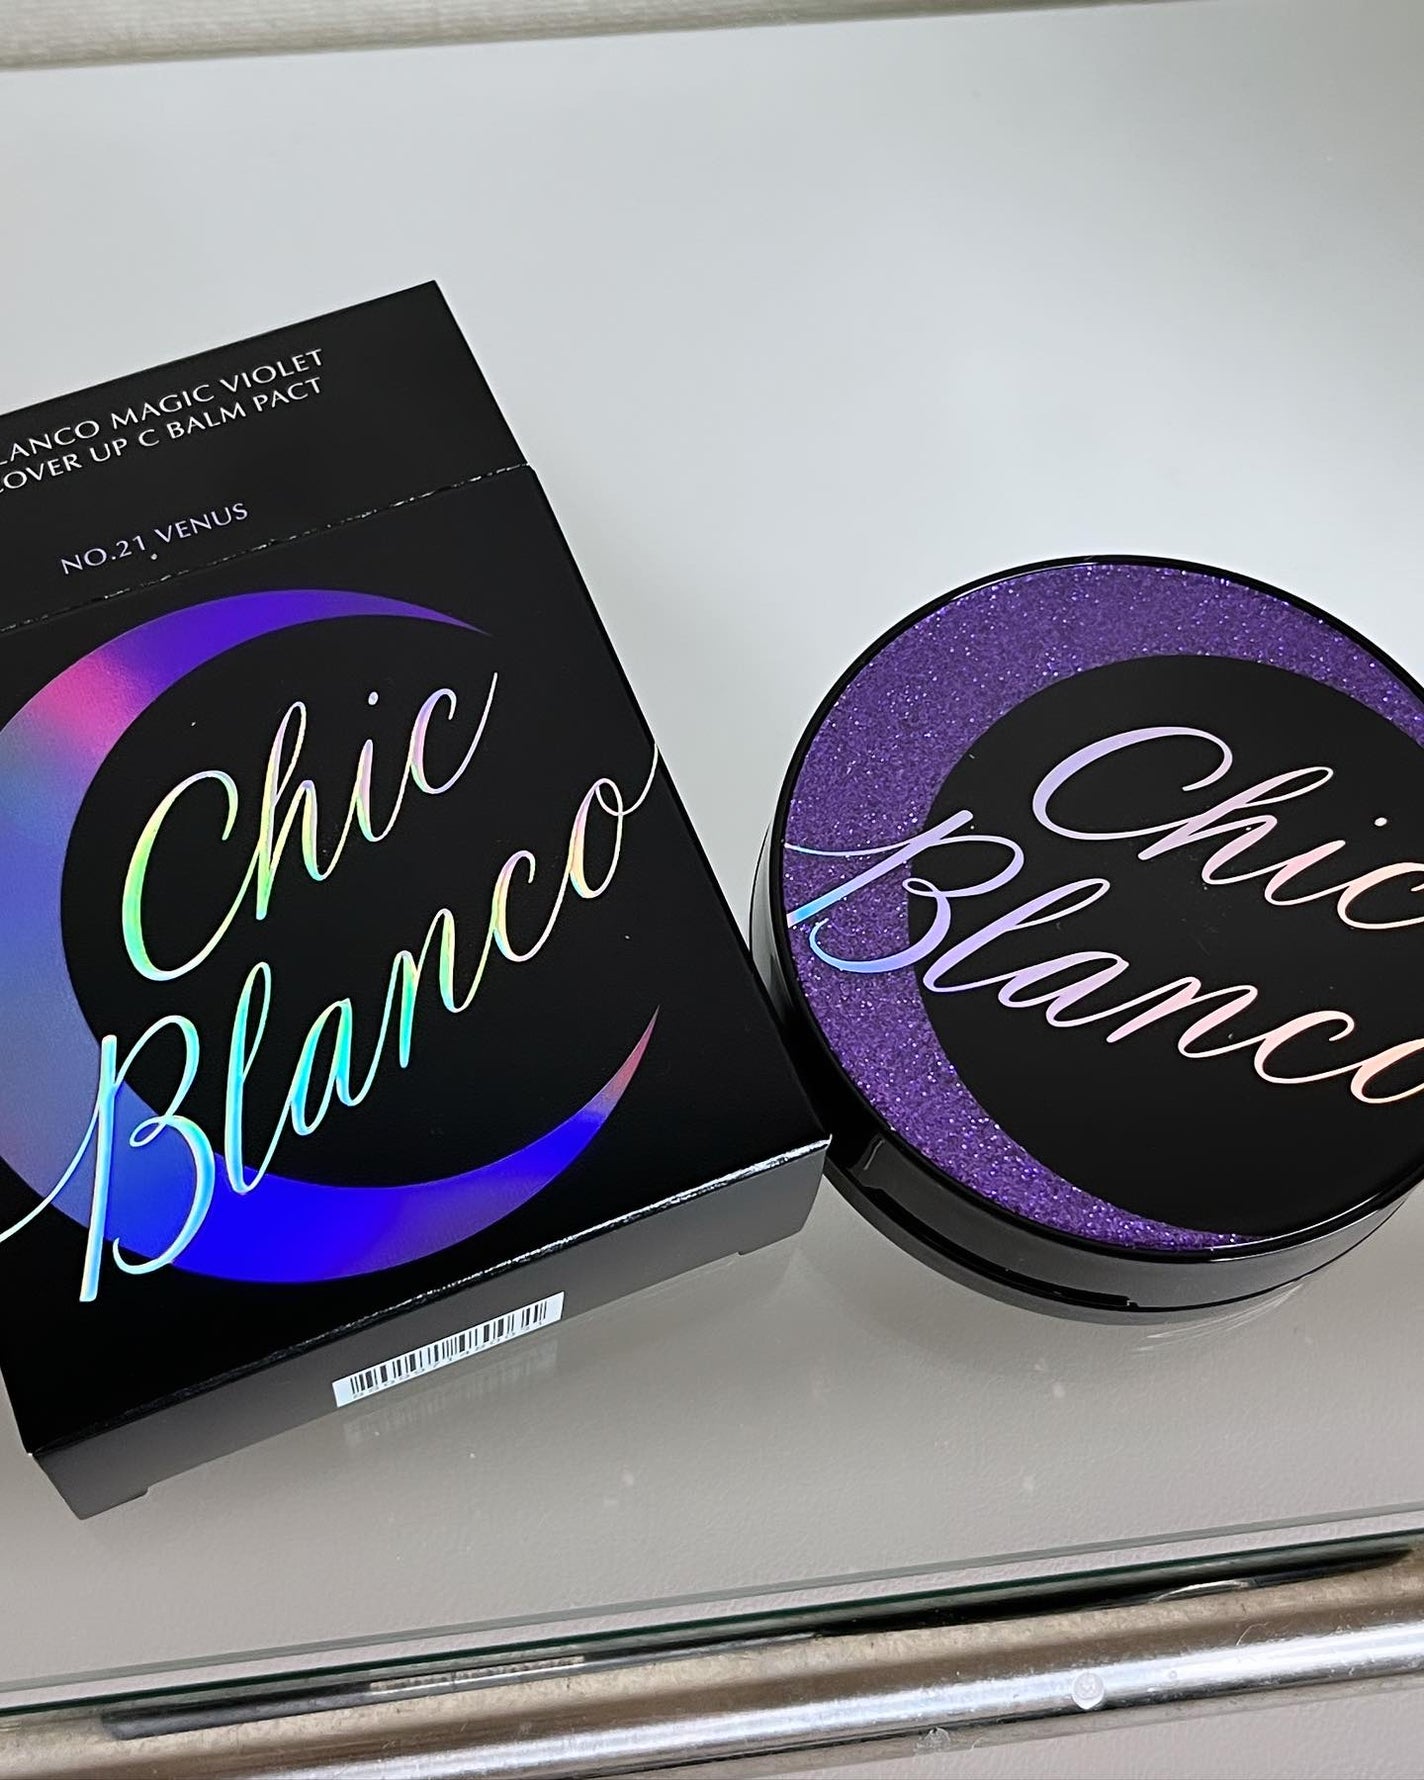 LANCO MAGIC VIOLET
COVER UP C BALM PACT
NO.21 VENUS
Chic
Blanco
Chic
Blanco